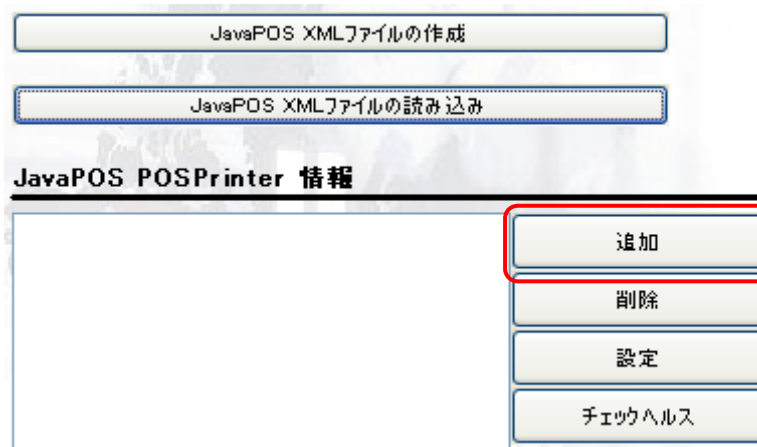 JavaPOS XMLファイルの作成
JavaPOS XMLファイルの読み込み
JavaPOS POSPrinter 情報
追加
削除
設定
チェックヘルス